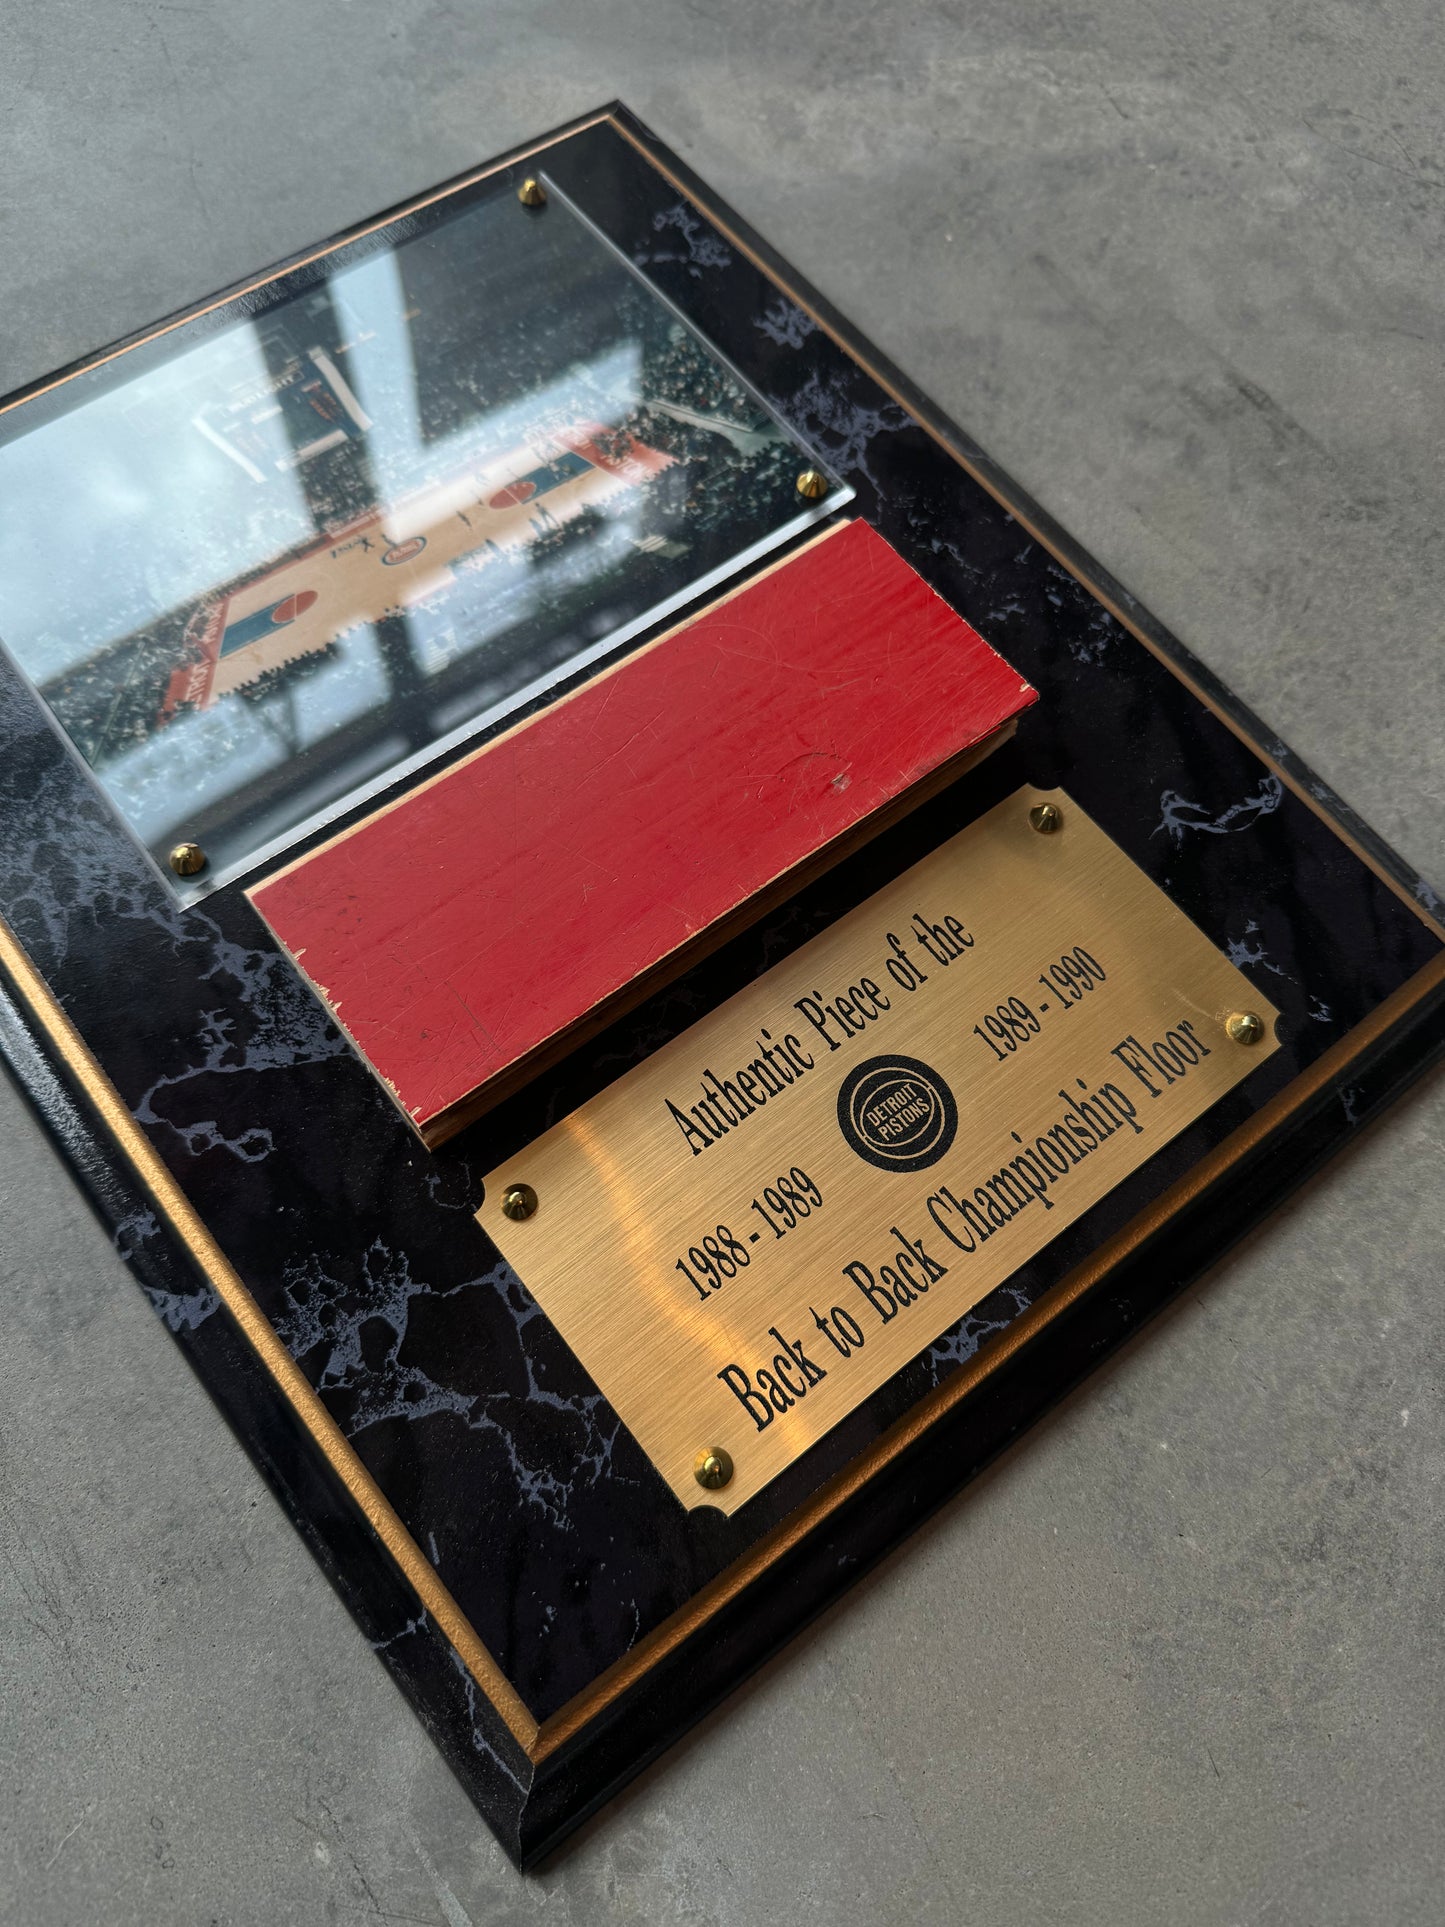 Authentic Piece of the
1988 - 1989
DETROIT
PISTONS
1989 - 1990
Back to Back Championship Floor